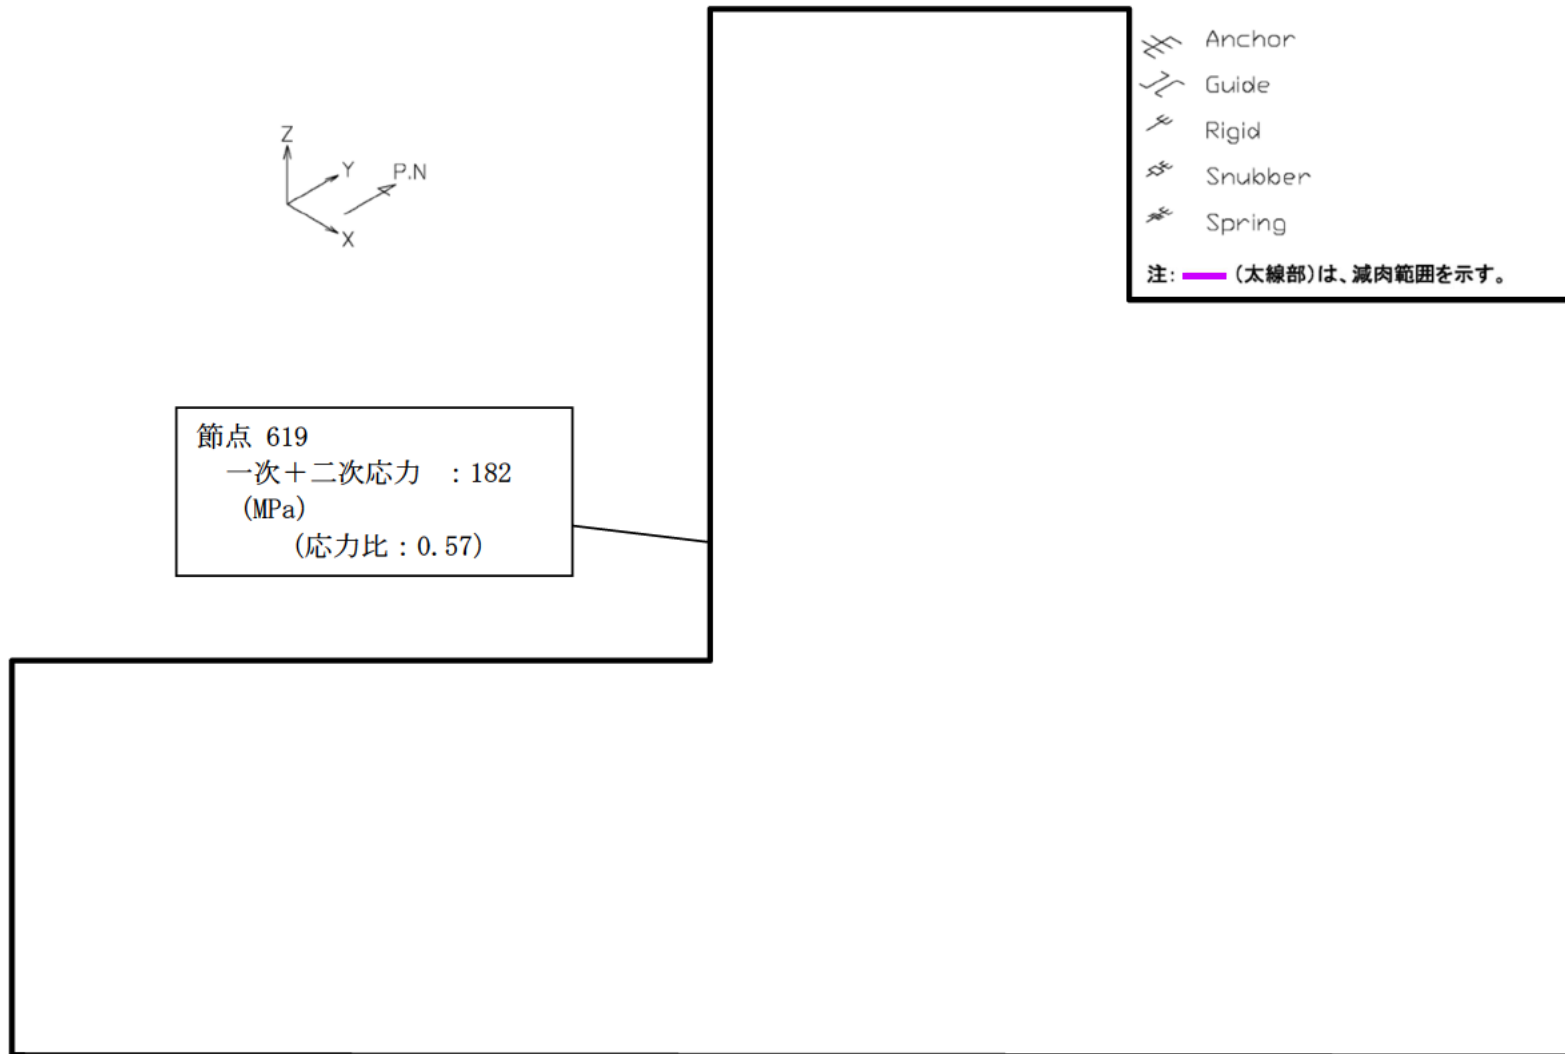 Z
Y
P.N
X
Anchor
Guide
Rigid
Snubber
Spring
注: (太線部)は、減肉範囲を示す。
節点 619
一次＋二次応力 ：182
(MPa)
(応力比：0.57)